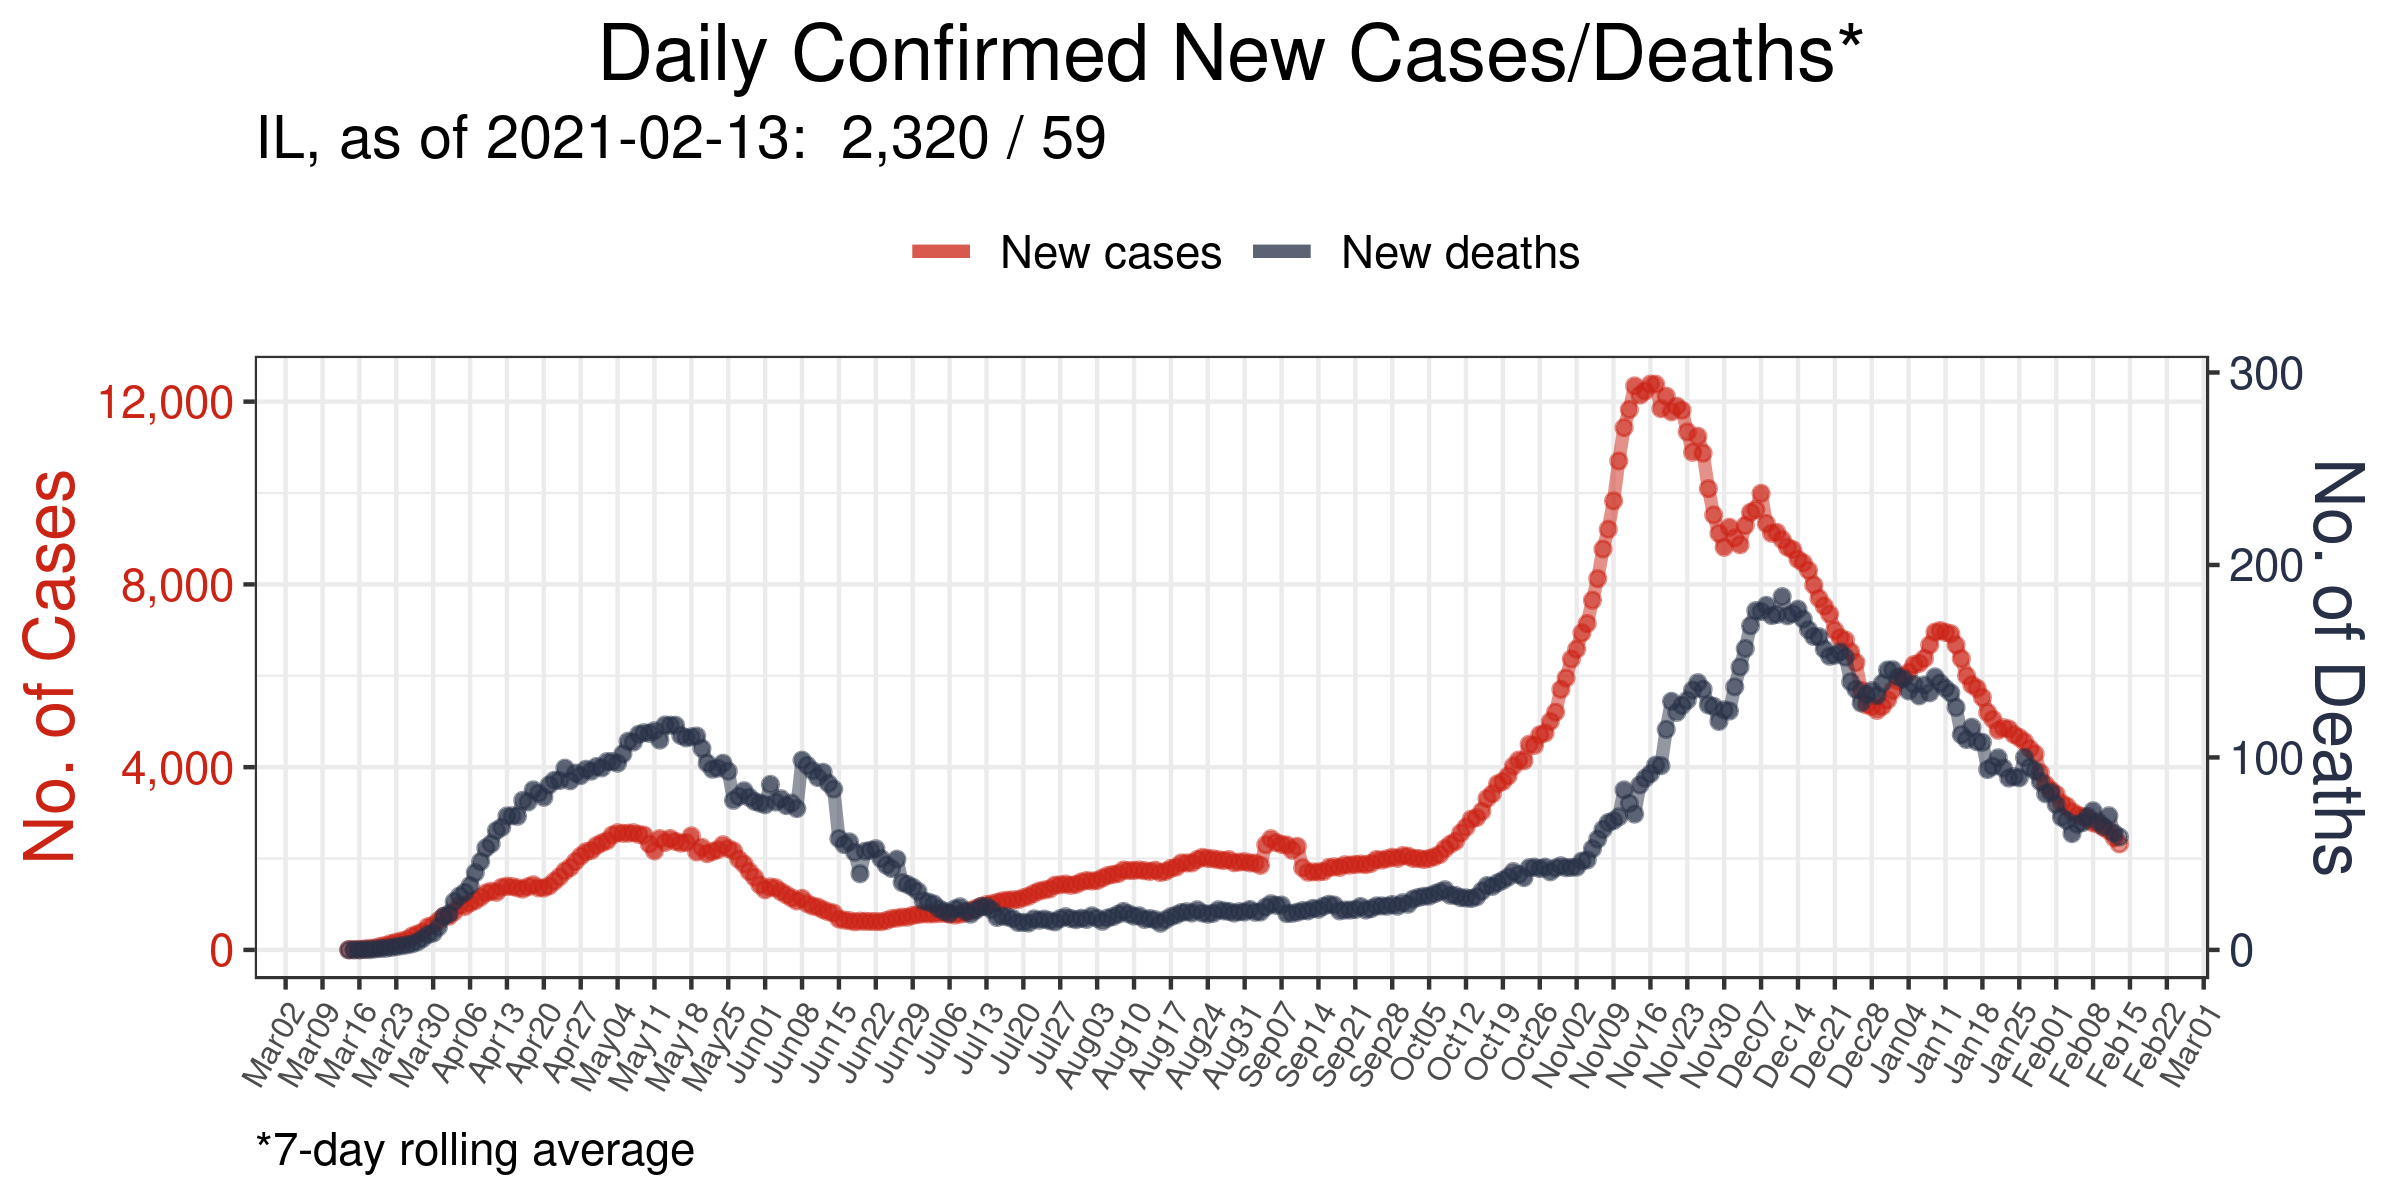 Daily Confirmed New Cases/Deaths*
IL, as of 2021-02-13:  2,320 / 59
New cases
New deaths
No. of Cases
12,000
8,000
4,000
0
300
200
100
0
No. of Deaths
Mar02
Mar09
Mar16
Mar23
Mar30
Apr06
Apr13
Apr20
Apr27
May04
May11
May18
May25
Jun01
Jun08
Jun15
Jun22
Jun29
Jul06
Jul13
Jul20
Jul27
Aug03
Aug10
Aug17
Aug24
Aug31
Sep07
Sep14
Sep21
Sep28
Oct05
Oct12
Oct19
Oct26
Nov02
Nov09
Nov16
Nov23
Nov30
Dec07
Dec14
Dec21
Dec28
Jan04
Jan11
Jan18
Jan25
Feb01
Feb08
Feb15
Feb22
Mar01
*7-day rolling average